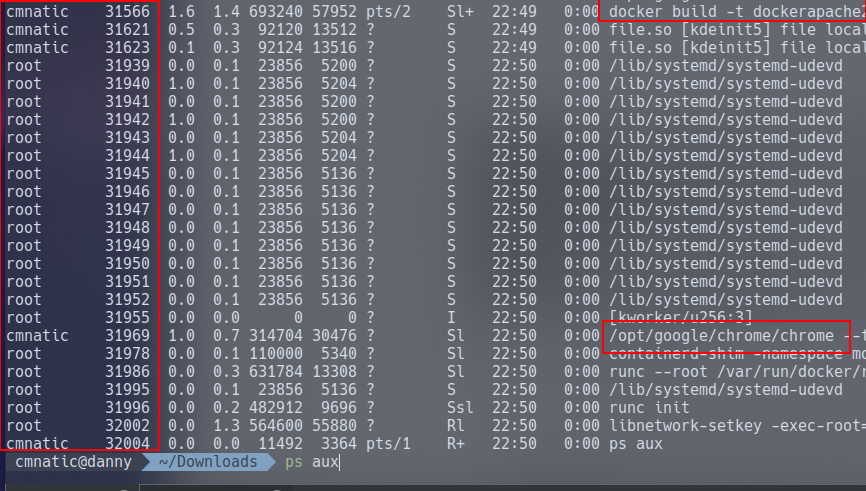 cmnatic 31566 1.6 1.4 693240 57952 pts/2 Sl+ 22:49 0:00 docker build -t dockerapache2
cmnatic 31621 0.5 0.3 92120 13512 ? S 22:49 0:00 file.so [kdeinit5] file loca
cmnatic 31623 0.1 0.3 92124 13516 ? S 22:49 0:00 file.so [kdeinit5] file loca
root 31939 0.0 0.1 23856 5200 ? S 22:50 0:00 /lib/systemd/systemd-udevd
root 31940 1.0 0.1 23856 5204 ? S 22:50 0:00 /lib/systemd/systemd-udevd
root 31941 0.0 0.1 23856 5200 ? S 22:50 0:00 /lib/systemd/systemd-udevd
root 31942 1.0 0.1 23856 5200 ? S 22:50 0:00 /lib/systemd/systemd-udevd
root 31943 0.0 0.1 23856 5204 ? S 22:50 0:00 /lib/systemd/systemd-udevd
root 31944 1.0 0.1 23856 5204 ? S 22:50 0:00 /lib/systemd/systemd-udevd
root 31945 0.0 0.1 23856 5136 ? S 22:50 0:00 /lib/systemd/systemd-udevd
root 31946 0.0 0.1 23856 5136 ? S 22:50 0:00 /lib/systemd/systemd-udevd
root 31947 0.0 0.1 23856 5136 ? S 22:50 0:00 /lib/systemd/systemd-udevd
root 31948 0.0 0.1 23856 5136 ? S 22:50 0:00 /lib/systemd/systemd-udevd
root 31949 0.0 0.1 23856 5136 ? S 22:50 0:00 /lib/systemd/systemd-udevd
root 31950 0.0 0.1 23856 5136 ? S 22:50 0:00 /lib/systemd/systemd-udevd
root 31951 0.0 0.1 23856 5136 ? S 22:50 0:00 /lib/systemd/systemd-udevd
root 31952 0.0 0.1 23856 5136 ? S 22:50 0:00 /lib/systemd/systemd-udevd
root 31955 0.0 0.0 0 0 ? I 22:50 0:00 [kworker/u256:3]
cmnatic 31969 1.0 0.7 314704 30476 ? Sl 22:50 0:00 /opt/google/chrome/chrome --t
root 31978 0.0 0.1 110000 5340 ? Sl 22:50 0:00 containerd-shim -namespace mo
root 31986 0.0 0.3 631784 13308 ? Sl 22:50 0:00 runc --root /var/run/docker/r
root 31995 0.0 0.1 23856 5136 ? S 22:50 0:00 /lib/systemd/systemd-udevd
root 31996 0.0 0.2 482912 9696 ? Ssl 22:50 0:00 runc init
root 32002 0.0 1.3 564600 55880 ? Rl 22:50 0:00 libnetwork-setkey -exec-root=
cmnatic 32004 0.0 0.0 11492 3364 pts/1 R+ 22:50 0:00 ps aux
cmnatic@danny ~/Downloads ps aux